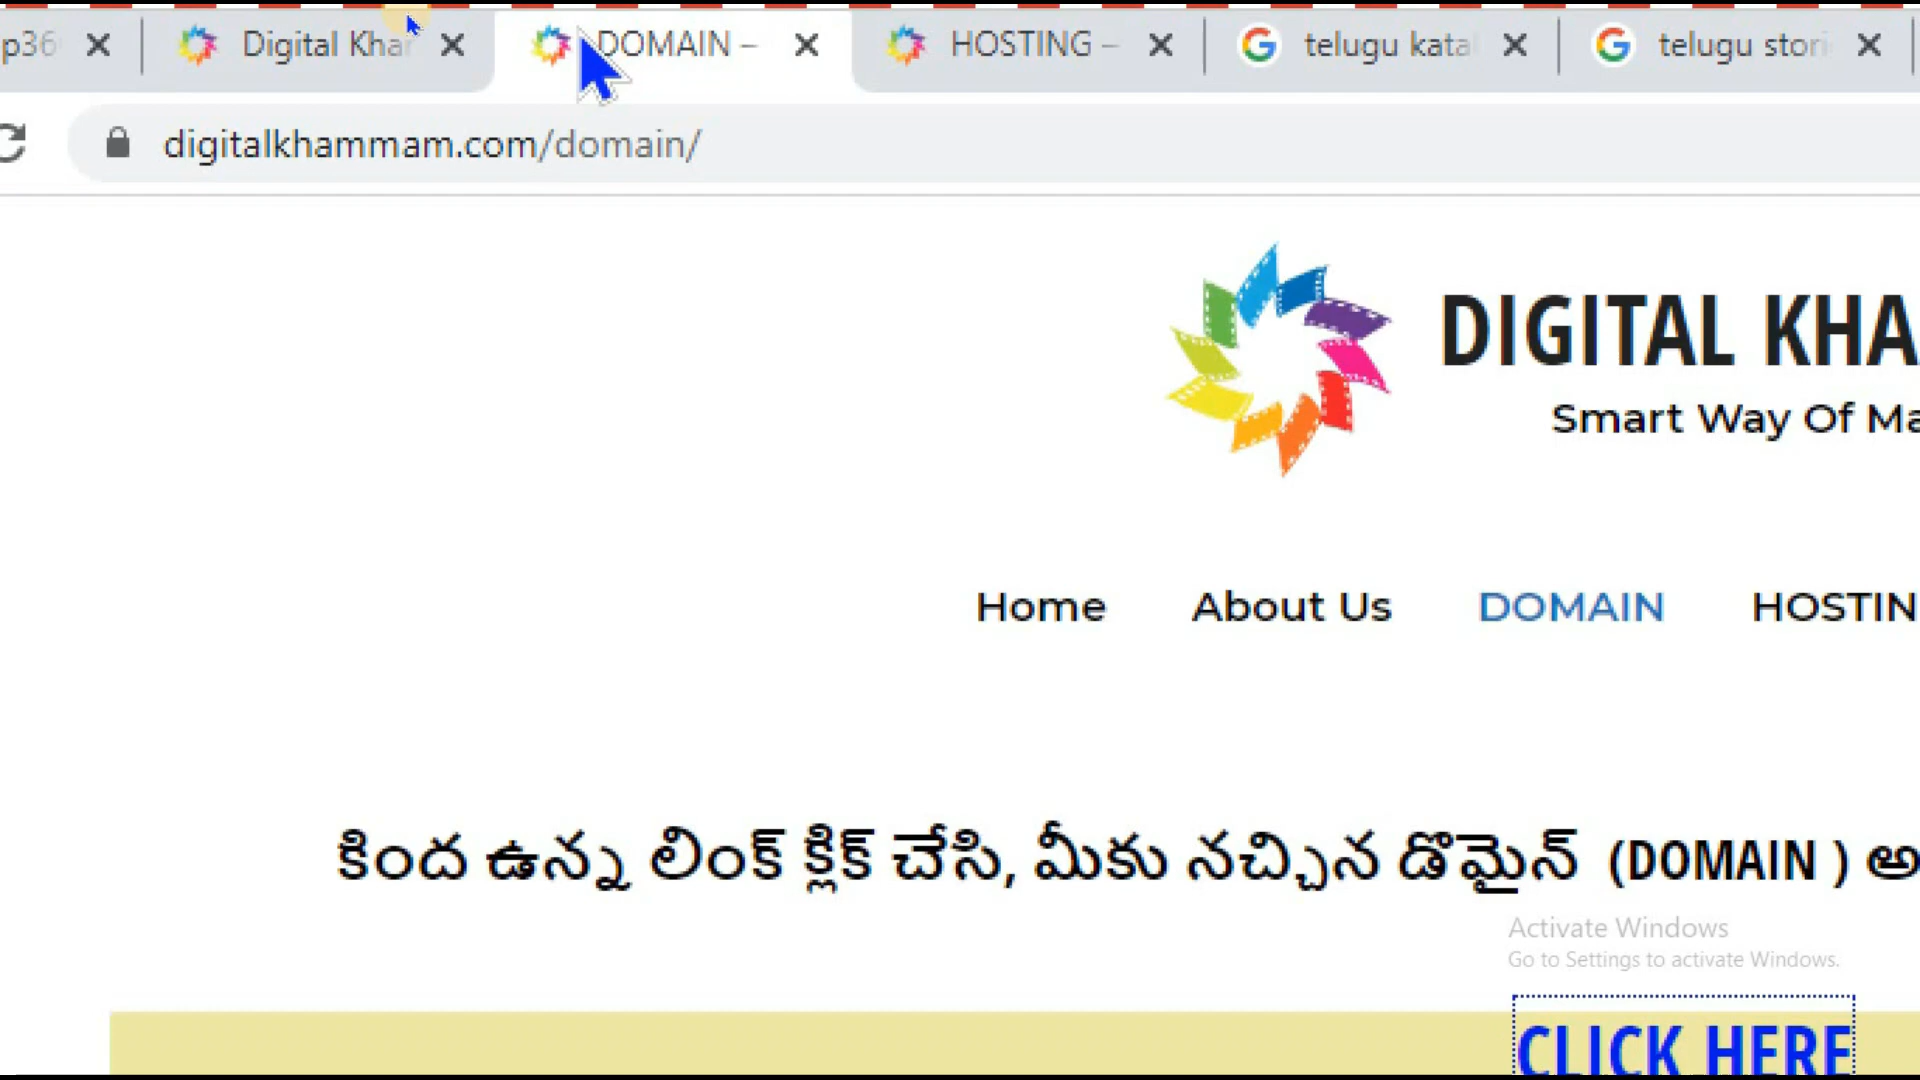 p36 Digital Khar DOMAIN – HOSTING – telugu kata telugu stori
digitalkhammam.com/domain/
DIGITAL KHA
Smart Way Of Ma
Home About Us DOMAIN HOSTIN
కింద ఉన్న లింక్ క్లిక్ చేసి, మీకు నచ్చిన డొమైన్ (DOMAIN ) అ
Activate Windows
Go to Settings to activate Windows.
CLICK HERE